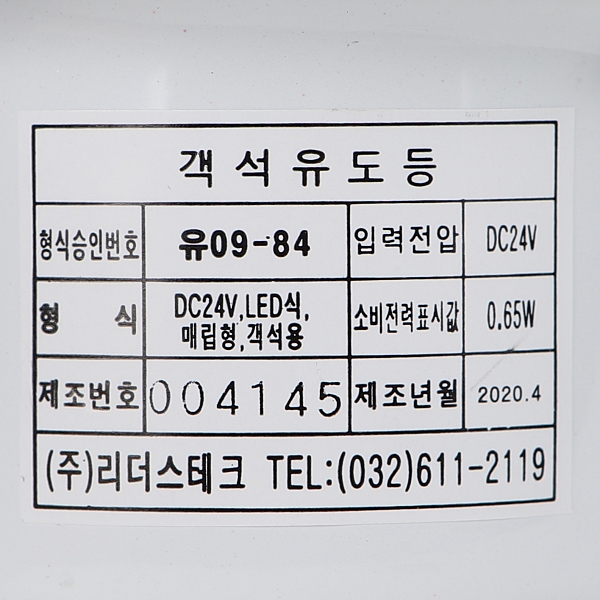 객석유도등
형식승인번호 유09-84 입력전압 DC24V
형 식 DC24V,LED식, 매립형,객석용 소비전력표시값 0.65W
제조번호 004145 제조년월 2020.4
(주)리더스테크 TEL:(032)611-2119